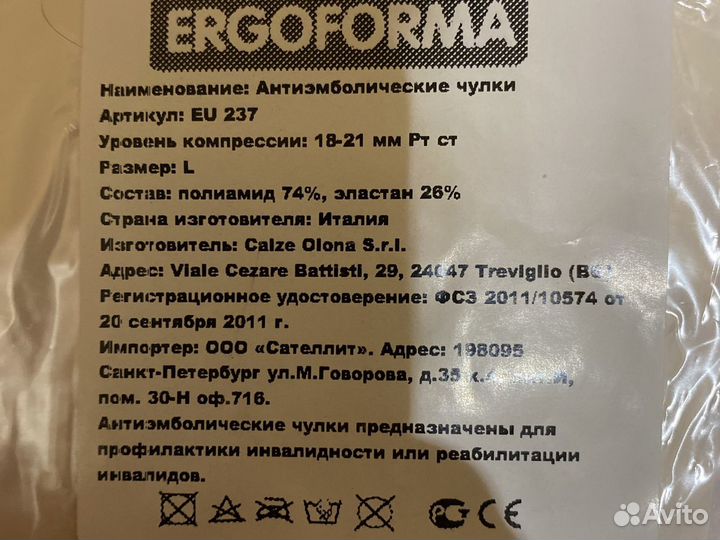 ERGOFORMA
Наименование: Антиэмболические чулки
Артикул: EU 237
Уровень компрессии: 18-21 мм Рт ст
Размер: L
Состав: полиамид 74%, эластан 26%
Страна изготовителя: Италия
Изготовитель: Calze Olona S.r.l.
Адрес: Viale Cezare Battisti, 29, 24047 Treviglio
Регистрационное удостоверение: ФСЗ 2011/10574 от
20 сентября 2011 г.
Импортер: ООО «Сателлит». Адрес: 198095
Санкт-Петербург ул.М.Говорова, д.35
пом. 30-Н оф.716.
Антиэмболические чулки предназначены для
профилактики инвалидности или реабилитации
инвалидов.
CE
Avito